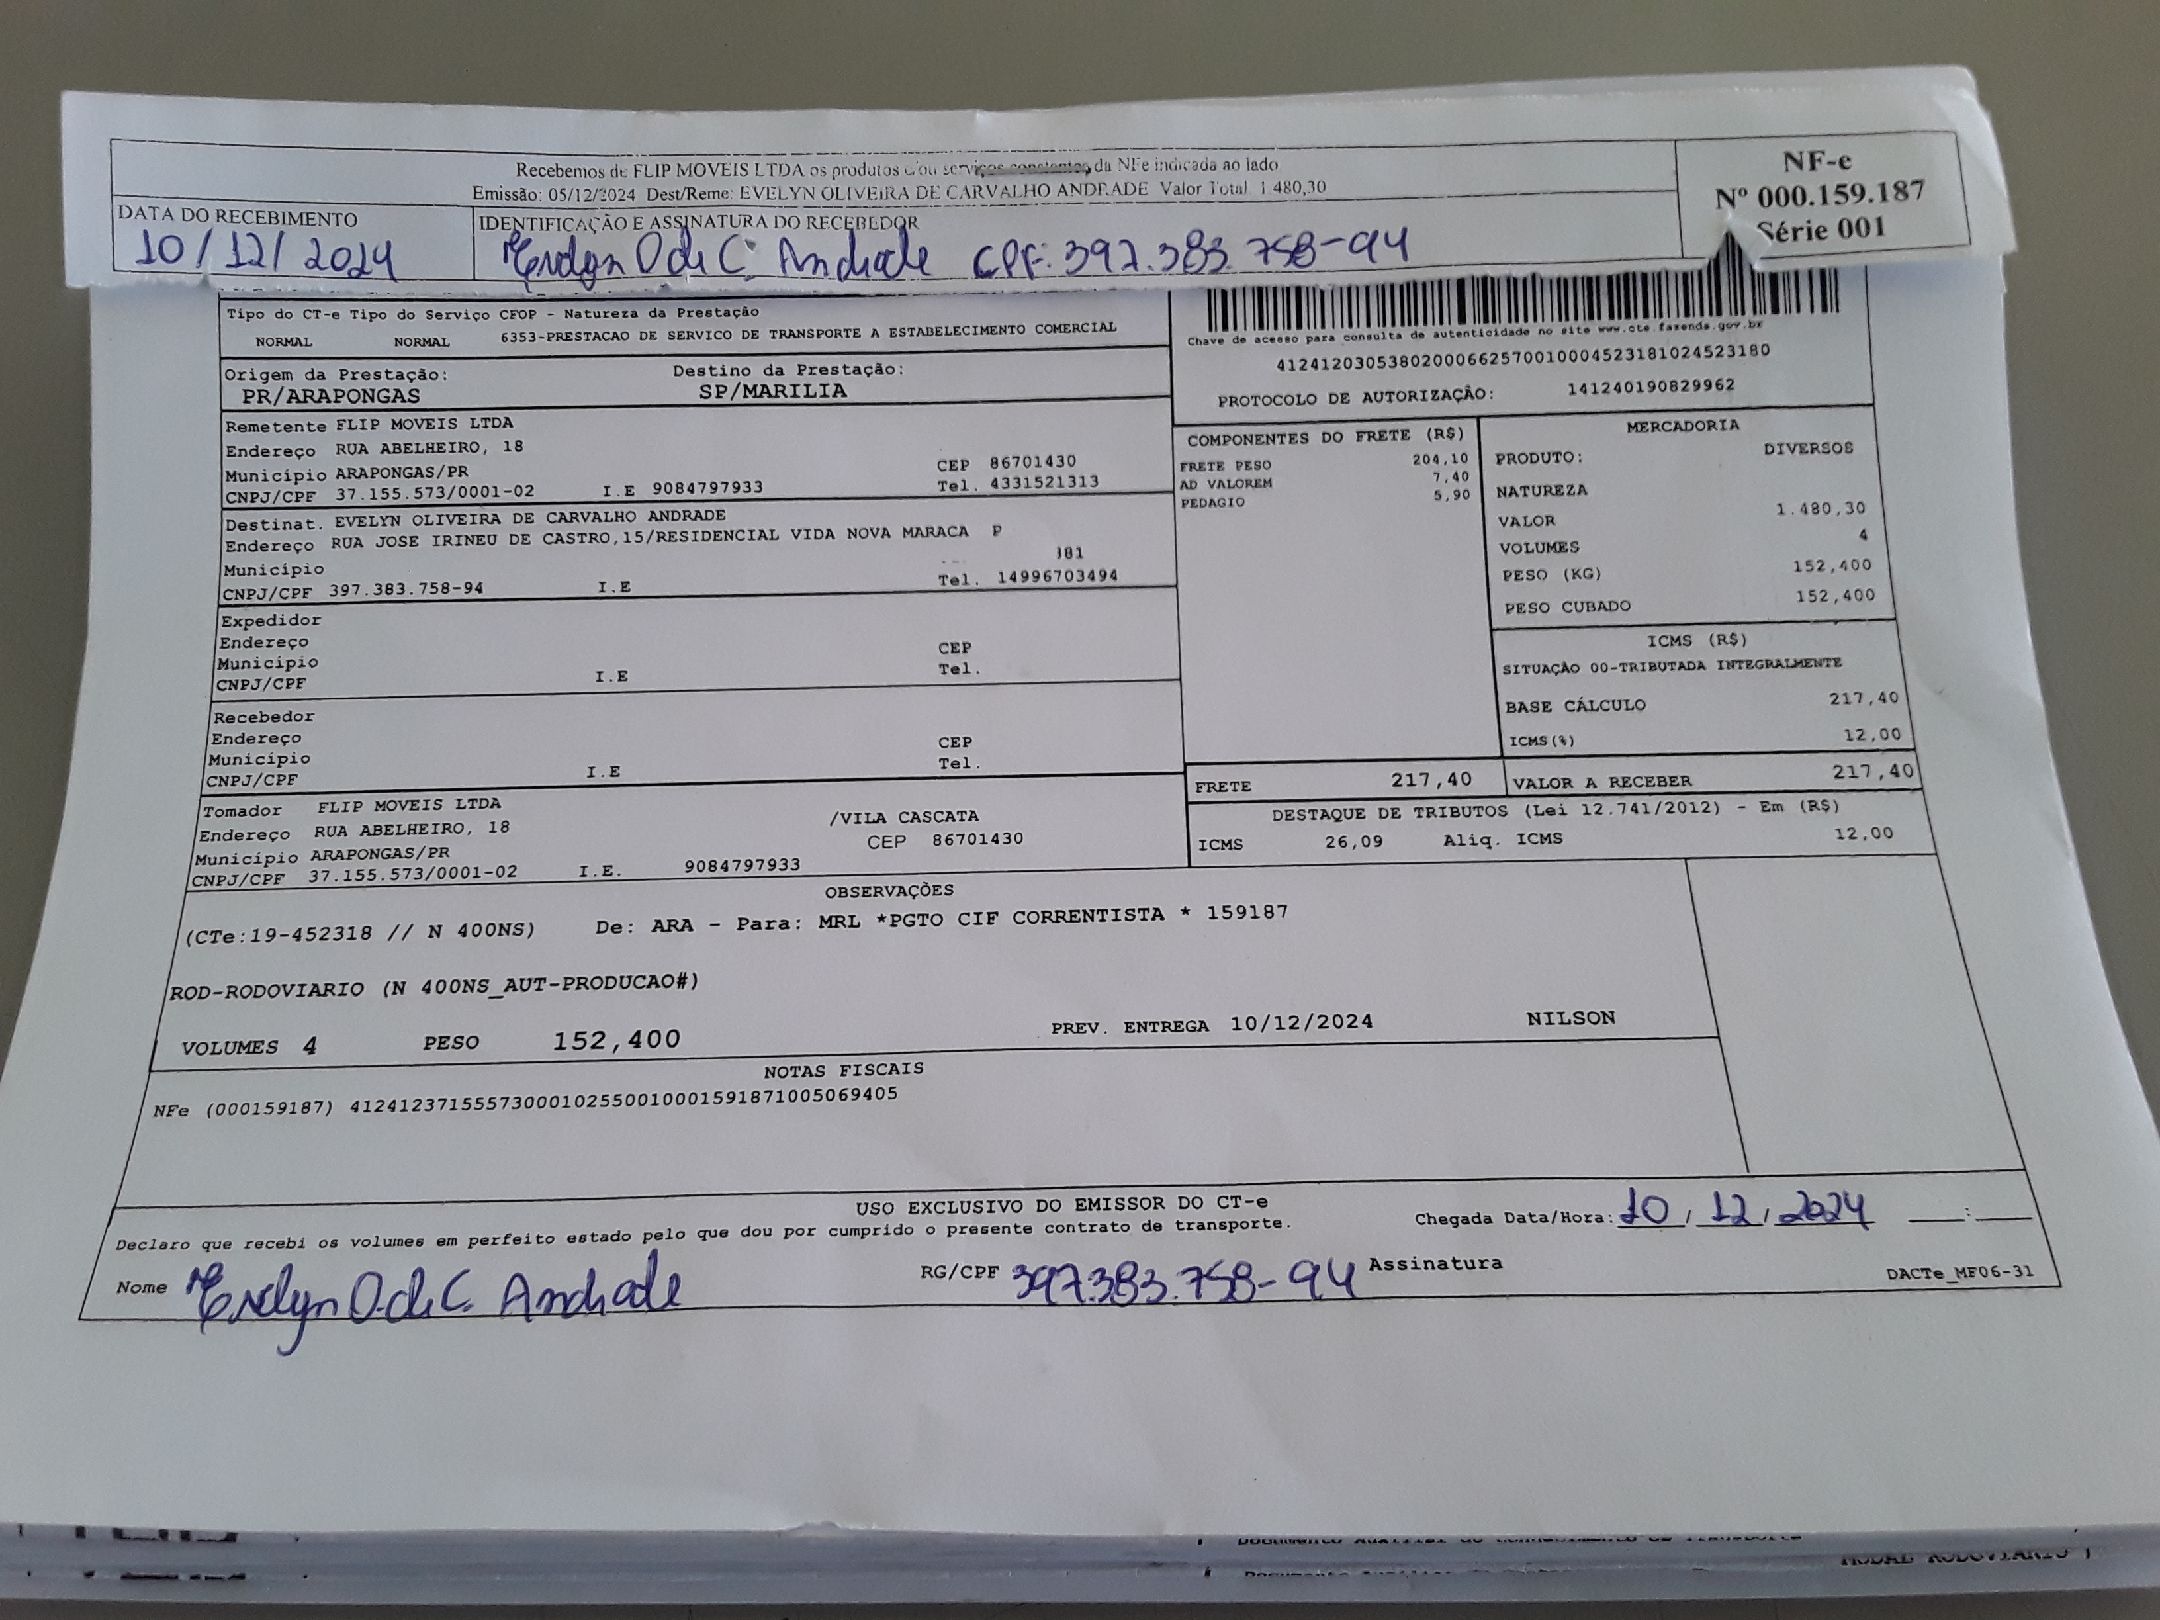 Recebemos de FLIP MOVEIS LTDA os produtos e/ou serviços constantes da NFe indicada ao lado
Emissão: 05/12/2024 Dest/Reme: EVELYN OLIVEIRA DE CARVALHO ANDRADE Valor Total 1.480,30
NF-e
Nº 000.159.187
Série 001
DATA DO RECEBIMENTO
10/12/2024
IDENTIFICAÇÃO E ASSINATURA DO RECEBEDOR
Evelyn O de C. Andrade CPF: 397.383.758-94
Tipo do CT-e Tipo do Serviço CFOP - Natureza da Prestação
NORMAL NORMAL 6353-PRESTACAO DE SERVICO DE TRANSPORTE A ESTABELECIMENTO COMERCIAL
Chave de acesso para consulta de autenticidade no site www.cte.fazenda.gov.br
41241203053802000662570010004523181024523180
PROTOCOLO DE AUTORIZAÇÃO: 141240190829962
Origem da Prestação: Destino da Prestação:
PR/ARAPONGAS SP/MARILIA
Remetente FLIP MOVEIS LTDA
Endereço RUA ABELHEIRO, 18
Município ARAPONGAS/PR CEP 86701430
CNPJ/CPF 37.155.573/0001-02 I.E 9084797933 Tel. 4331521313
Destinat. EVELYN OLIVEIRA DE CARVALHO ANDRADE
Endereço RUA JOSE IRINEU DE CASTRO,15/RESIDENCIAL VIDA NOVA MARACA P
Município 181
CNPJ/CPF 397.383.758-94 I.E Tel. 14996703494
Expedidor
Endereço CEP
Município Tel.
CNPJ/CPF I.E
Recebedor
Endereço CEP
Município Tel.
CNPJ/CPF I.E
Tomador FLIP MOVEIS LTDA
Endereço RUA ABELHEIRO, 18 /VILA CASCATA
Município ARAPONGAS/PR CEP 86701430
CNPJ/CPF 37.155.573/0001-02 I.E. 9084797933
COMPONENTES DO FRETE (R$)
FRETE PESO 204,10
AD VALOREM 7,40
PEDAGIO 5,90
MERCADORIA
PRODUTO: DIVERSOS
NATUREZA
VALOR 1.480,30
VOLUMES 4
PESO (KG) 152,400
PESO CUBADO 152,400
ICMS (R$)
SITUAÇÃO 00-TRIBUTADA INTEGRALMENTE
BASE CÁLCULO 217,40
ICMS(%) 12,00
FRETE 217,40 VALOR A RECEBER 217,40
DESTAQUE DE TRIBUTOS (Lei 12.741/2012) - Em (R$)
ICMS 26,09 Aliq. ICMS 12,00
OBSERVAÇÕES
(CTe:19-452318 // N 400NS) De: ARA - Para: MRL *PGTO CIF CORRENTISTA * 159187
ROD-RODOVIARIO (N 400NS_AUT-PRODUCAO#)
VOLUMES 4 PESO 152,400 PREV. ENTREGA 10/12/2024 NILSON
NOTAS FISCAIS
NFe (000159187) 41241237155573000102550010001591871005069405
USO EXCLUSIVO DO EMISSOR DO CT-e
Declaro que recebi os volumes em perfeito estado pelo que dou por cumprido o presente contrato de transporte.
Chegada Data/Hora: 10/12/2024 __:__
Nome Evelyn O. de C. Andrade RG/CPF 397.383.758-94 Assinatura
DACTe_MF06-31